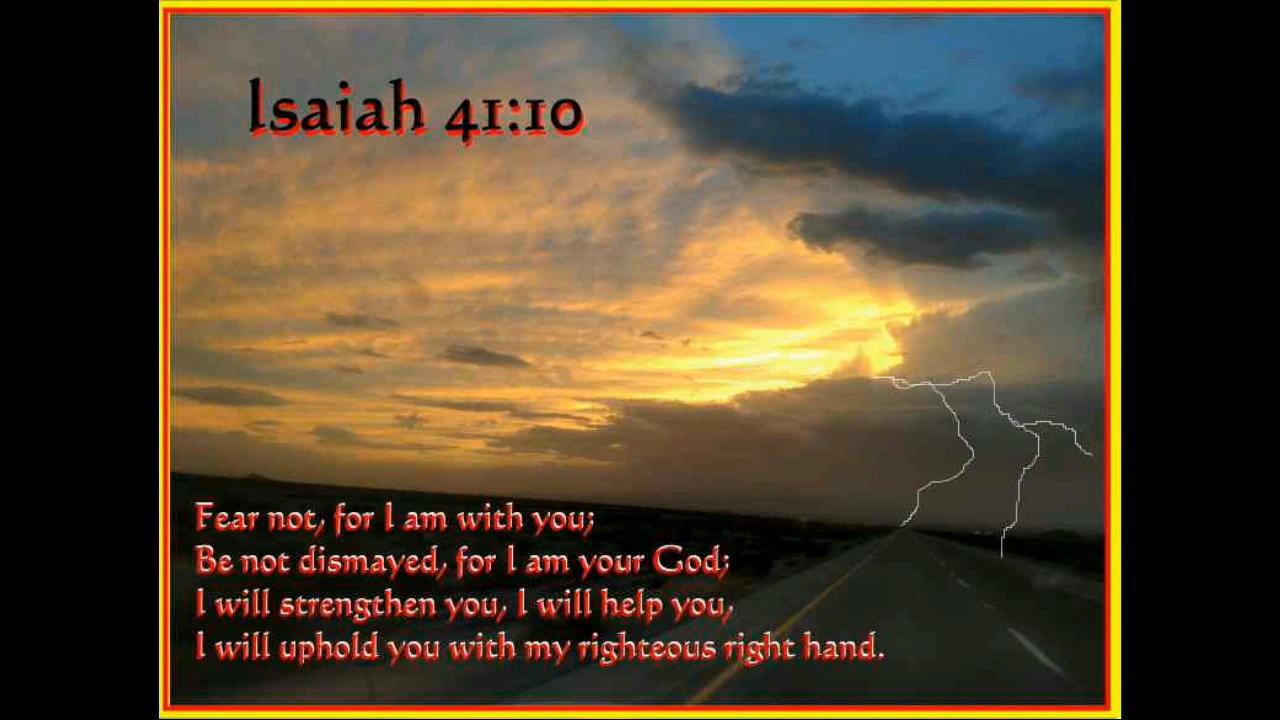 Isaiah 41:10
Fear not, for I am with you;
Be not dismayed, for I am your God;
I will strengthen you, I will help you,
I will uphold you with my righteous right hand.